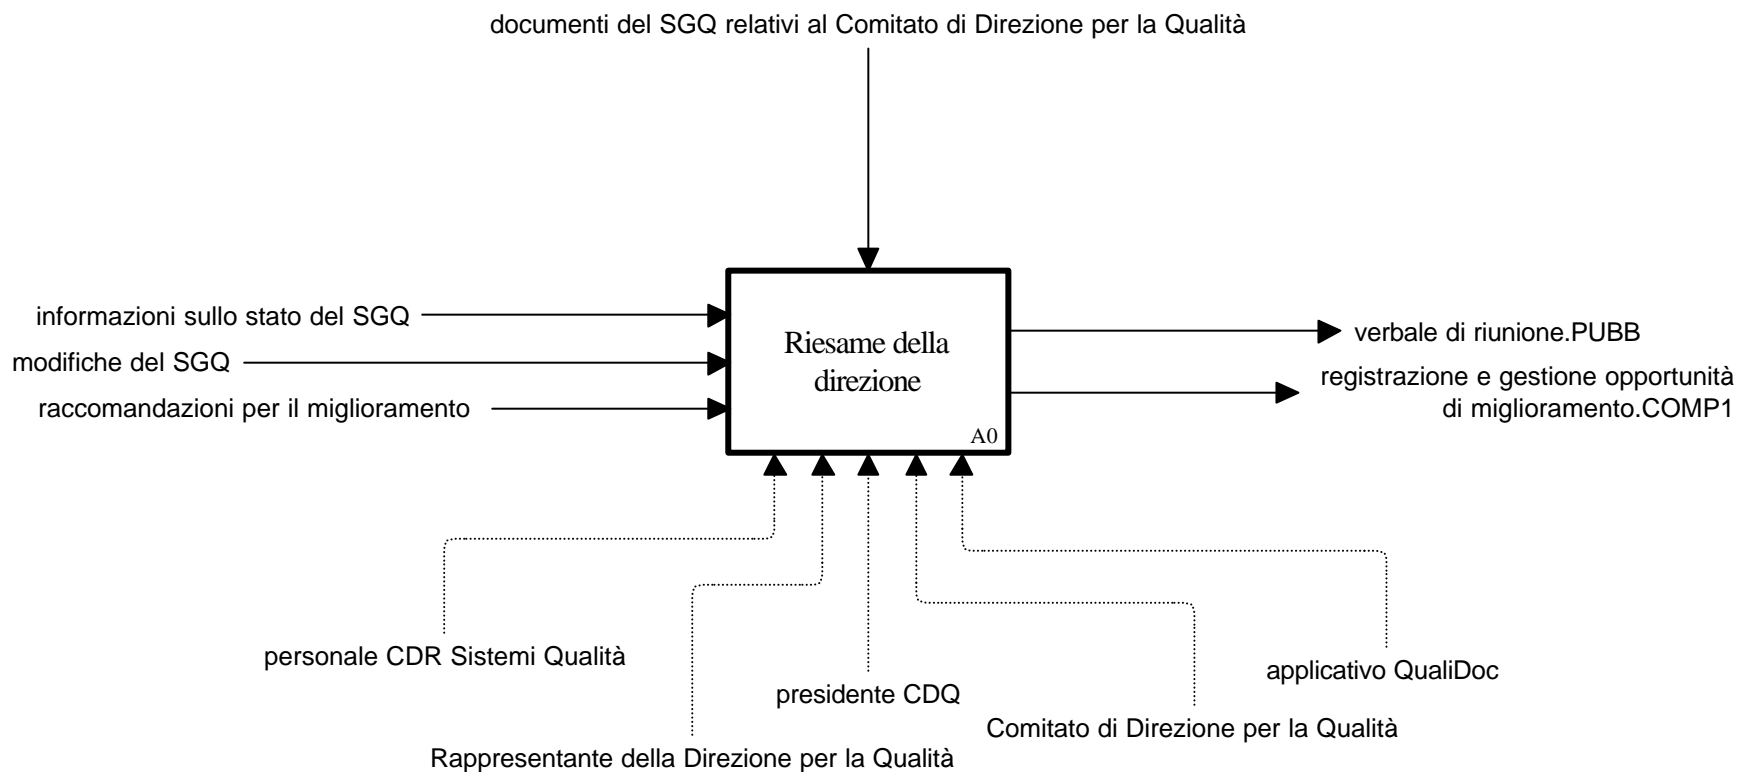 documenti del SGQ relativi al Comitato di Direzione per la Qualità
informazioni sullo stato del SGQ
modifiche del SGQ
raccomandazioni per il miglioramento
Riesame della
direzione
A0
verbale di riunione.PUBB
registrazione e gestione opportunità
di miglioramento.COMP1
personale CDR Sistemi Qualità
Rappresentante della Direzione per la Qualità
presidente CDQ
Comitato di Direzione per la Qualità
applicativo QualiDoc